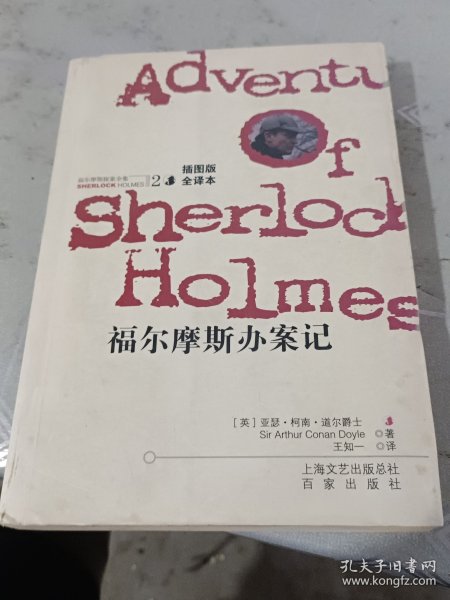 Adventu
Of
福尔摩斯探案全集
SHERLOCK HOLMES
2
插图版
全译本
Sherlock
Holmes
福尔摩斯办案记
[英]亚瑟·柯南·道尔爵士
Sir Arthur Conan Doyle ◎著
王知一 ◎译
上海文艺出版总社
百家出版社
孔夫子旧书网
www.kongfz.com